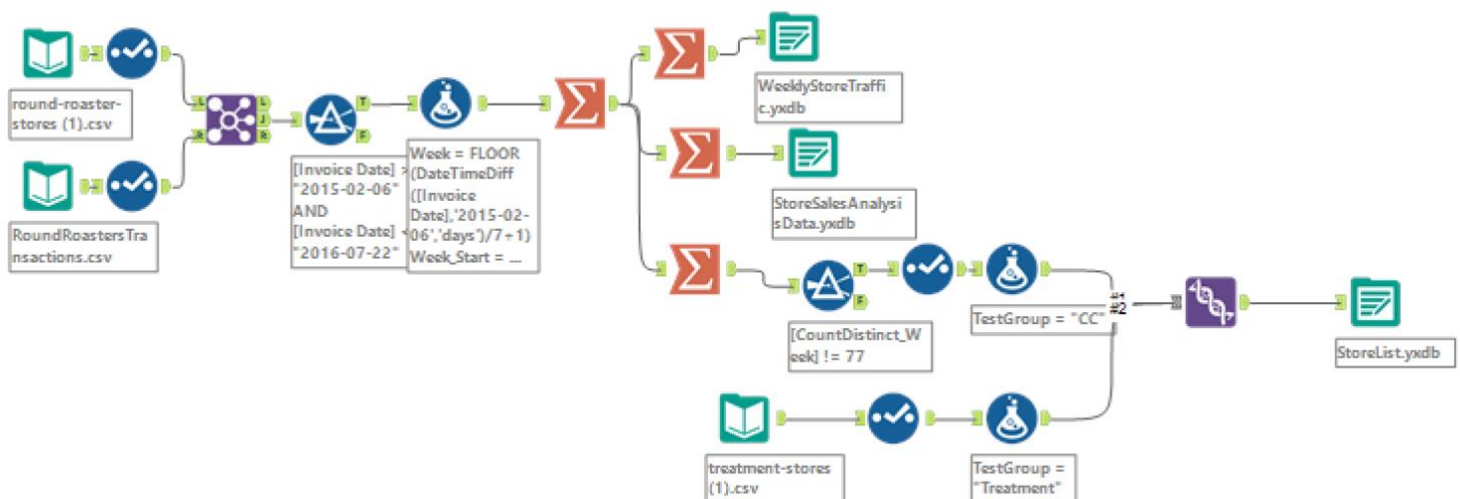 round-roaster-
stores (1).csv
RoundRoastersTra
nsactions.csv
L
R
L
J
R
[Invoice Date] >
"2015-02-06"
AND
[Invoice Date] <
"2016-07-22"
T
F
Week = FLOOR
(DateTimeDiff
([Invoice
Date],'2015-02-
06','days')/7+1)
Week_Start = ...
WeeklyStoreTraffi
c.yxdb
StoreSalesAnalysi
sData.yxdb
T
F
[CountDistinct_W
eek] != 77
TestGroup = "CC"
#1
#2
StoreList.yxdb
treatment-stores
(1).csv
TestGroup =
"Treatment"